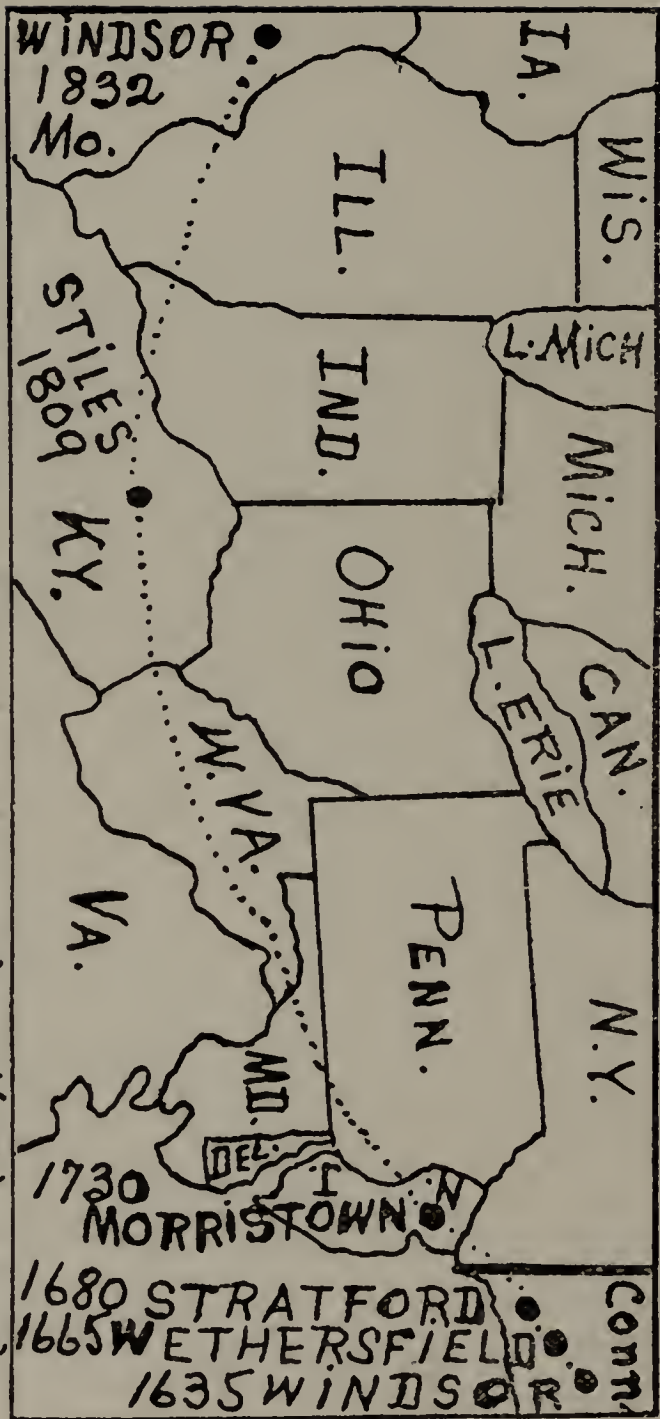 WINDSOR
1832
Mo.
IA.
WIS.
ILL.
L. MICH
STILES
1809
IND.
MICH.
KY.
OHIO
L. ERIE
CAN.
W. VA.
VA.
PENN.
N.Y.
MD.
DEL.
N J
1730
MORRISTOWN
Conn
1680 STRATFORD
1665 WETHERSFIELD
1635 WINDSOR